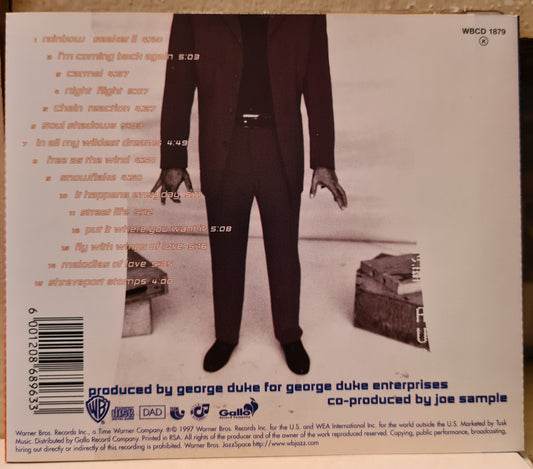 WBCD 1879
K
1 rainbow seeker II 4:40
2 i'm coming back again 5:03
3 carmel 4:37
4 night flight 5:07
5 chain reaction 4:27
6 soul shadows
7 in all my wildest dreams 4:49
8 free as the wind
9 snowflake
10 it happens everyday
11 street life
12 put it where you want it 5:08
13 fly with wings of love
14 melodies of love
15 shreveport stomps 4:00
6 001208 689633
produced by george duke for george duke enterprises
co-produced by joe sample
WB
DAD
Gallo
Warner Bros. Records Inc., a Time Warner Company. ℗ © 1997 Warner Bros. Records Inc. for the U.S. and WEA International Inc. for the world outside the U.S. Marketed by Tusk
Music. Distributed by Gallo Record Company. Printed in RSA. All rights of the producer and of the owner of the work reproduced reserved. Copying, public performance, broadcasting,
hiring out directly or indirectly of this recording is prohibited. Warner Bros. JazzSpace http://www.wbjazz.com.